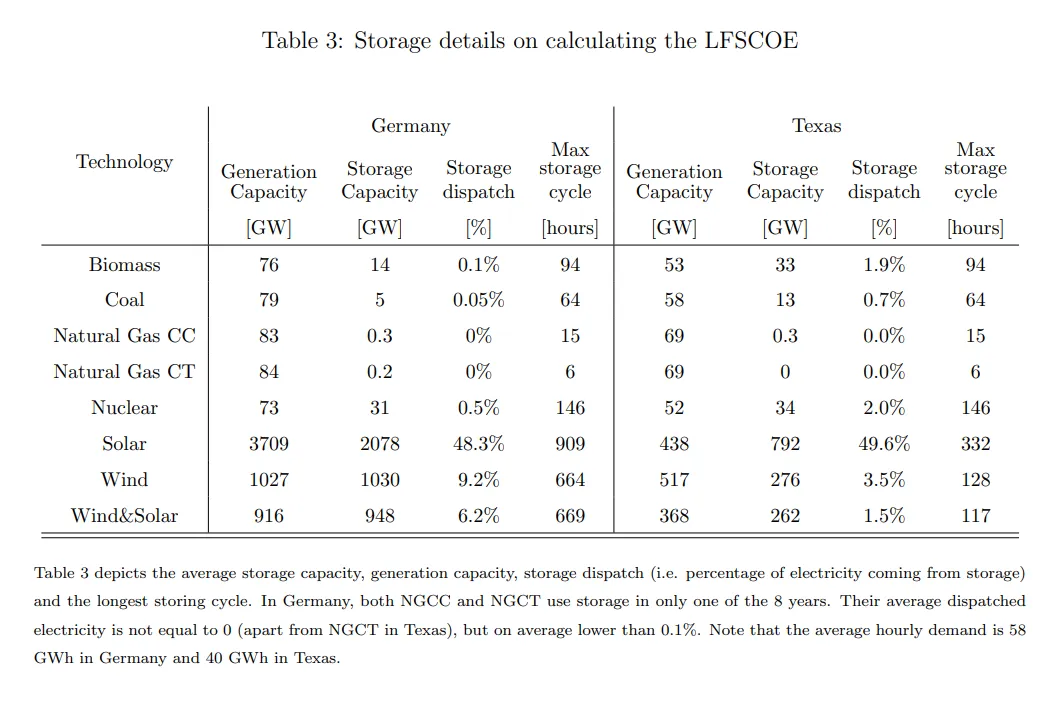 Table 3: Storage details on calculating the LFSCOE
Germany Texas
Technology Generation Capacity Storage Capacity Storage dispatch Max storage cycle Generation Capacity Storage Capacity Storage dispatch Max storage cycle
[GW] [GW] [%] [hours] [GW] [GW] [%] [hours]
Biomass 76 14 0.1% 94 53 33 1.9% 94
Coal 79 5 0.05% 64 58 13 0.7% 64
Natural Gas CC 83 0.3 0% 15 69 0.3 0.0% 15
Natural Gas CT 84 0.2 0% 6 69 0 0.0% 6
Nuclear 73 31 0.5% 146 52 34 2.0% 146
Solar 3709 2078 48.3% 909 438 792 49.6% 332
Wind 1027 1030 9.2% 664 517 276 3.5% 128
Wind&Solar 916 948 6.2% 669 368 262 1.5% 117
Table 3 depicts the average storage capacity, generation capacity, storage dispatch (i.e. percentage of electricity coming from storage)
and the longest storing cycle. In Germany, both NGCC and NGCT use storage in only one of the 8 years. Their average dispatched
electricity is not equal to 0 (apart from NGCT in Texas), but on average lower than 0.1%. Note that the average hourly demand is 58
GWh in Germany and 40 GWh in Texas.